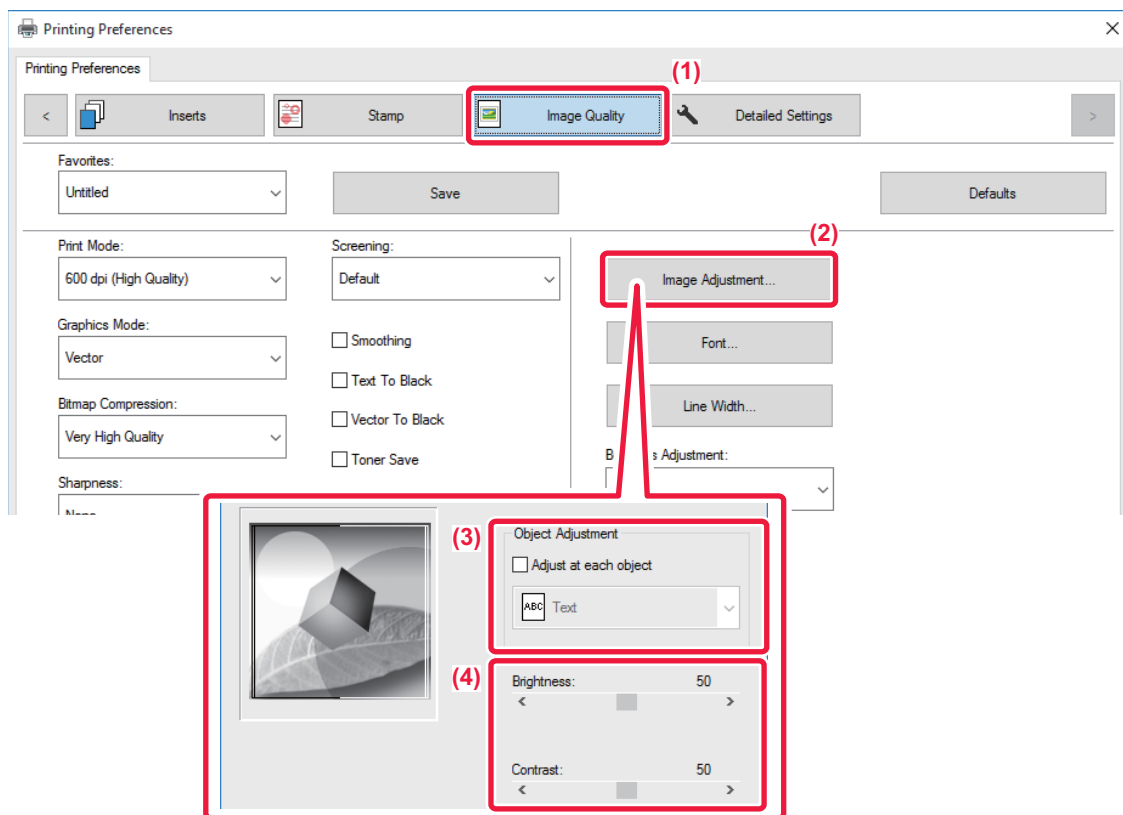 Printing Preferences
Printing Preferences
(1)
< Inserts Stamp Image Quality Detailed Settings >
Favorites:
Untitled Save Defaults
(2)
Print Mode: Screening:
600 dpi (High Quality) Default Image Adjustment...
Graphics Mode:
Vector Smoothing Font...
Text To Black
Bitmap Compression: Vector To Black Line Width...
Very High Quality
Toner Save Adjustment:
Sharpness:
(3) Object Adjustment
Adjust at each object
ABC Text
(4) Brightness: 50
< >
Contrast: 50
< >